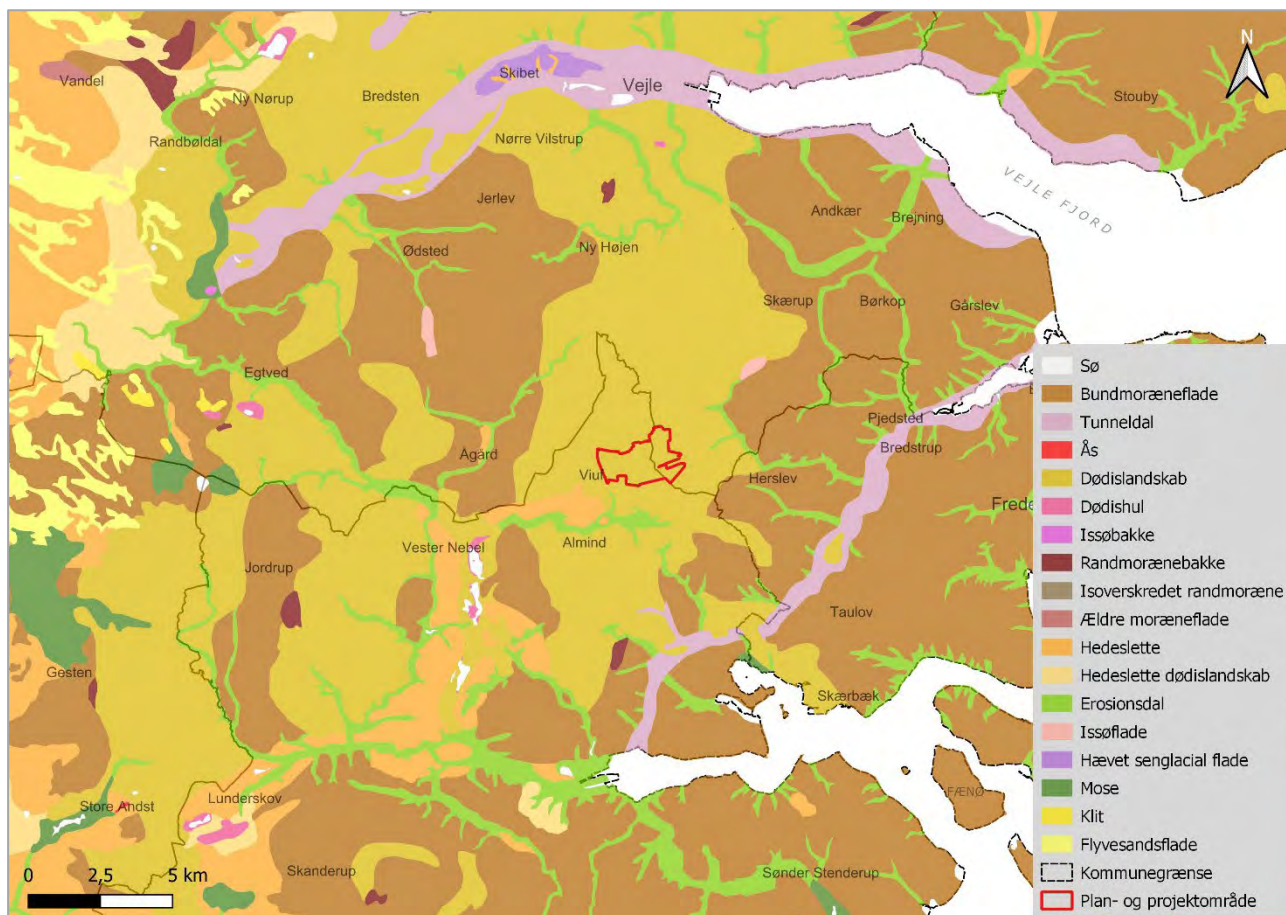 N
Vandel
Skibet
Vejle
Stouby
Ny Nørup
Bredsten
Randbøldal
Nørre Vilstrup
VEJLE FJORD
Jerlev
Andkær
Brejning
Ødsted
Ny Højen
Skærup
Børkop
Gårslev
Egtved
Pjedsted
Bredstrup
Ågård
Viuf
Herslev
Vester Nebel
Almind
Jordrup
Taulov
Gesten
Skærbæk
FÆNØ
Store Andst
Lunderskov
Skanderup
Sønder Stenderup
0 2,5 5 km
Sø
Bundmoræneflade
Tunneldal
Ås
Dødislandskab
Dødishul
Issøbakke
Randmorænebakke
Isoverskredet randmoræne
Ældre moræneflade
Hedeslette
Hedeslette dødislandskab
Erosionsdal
Issøflade
Hævet senglacial flade
Mose
Klit
Flyvesandsflade
Kommunegrænse
Plan- og projektområde